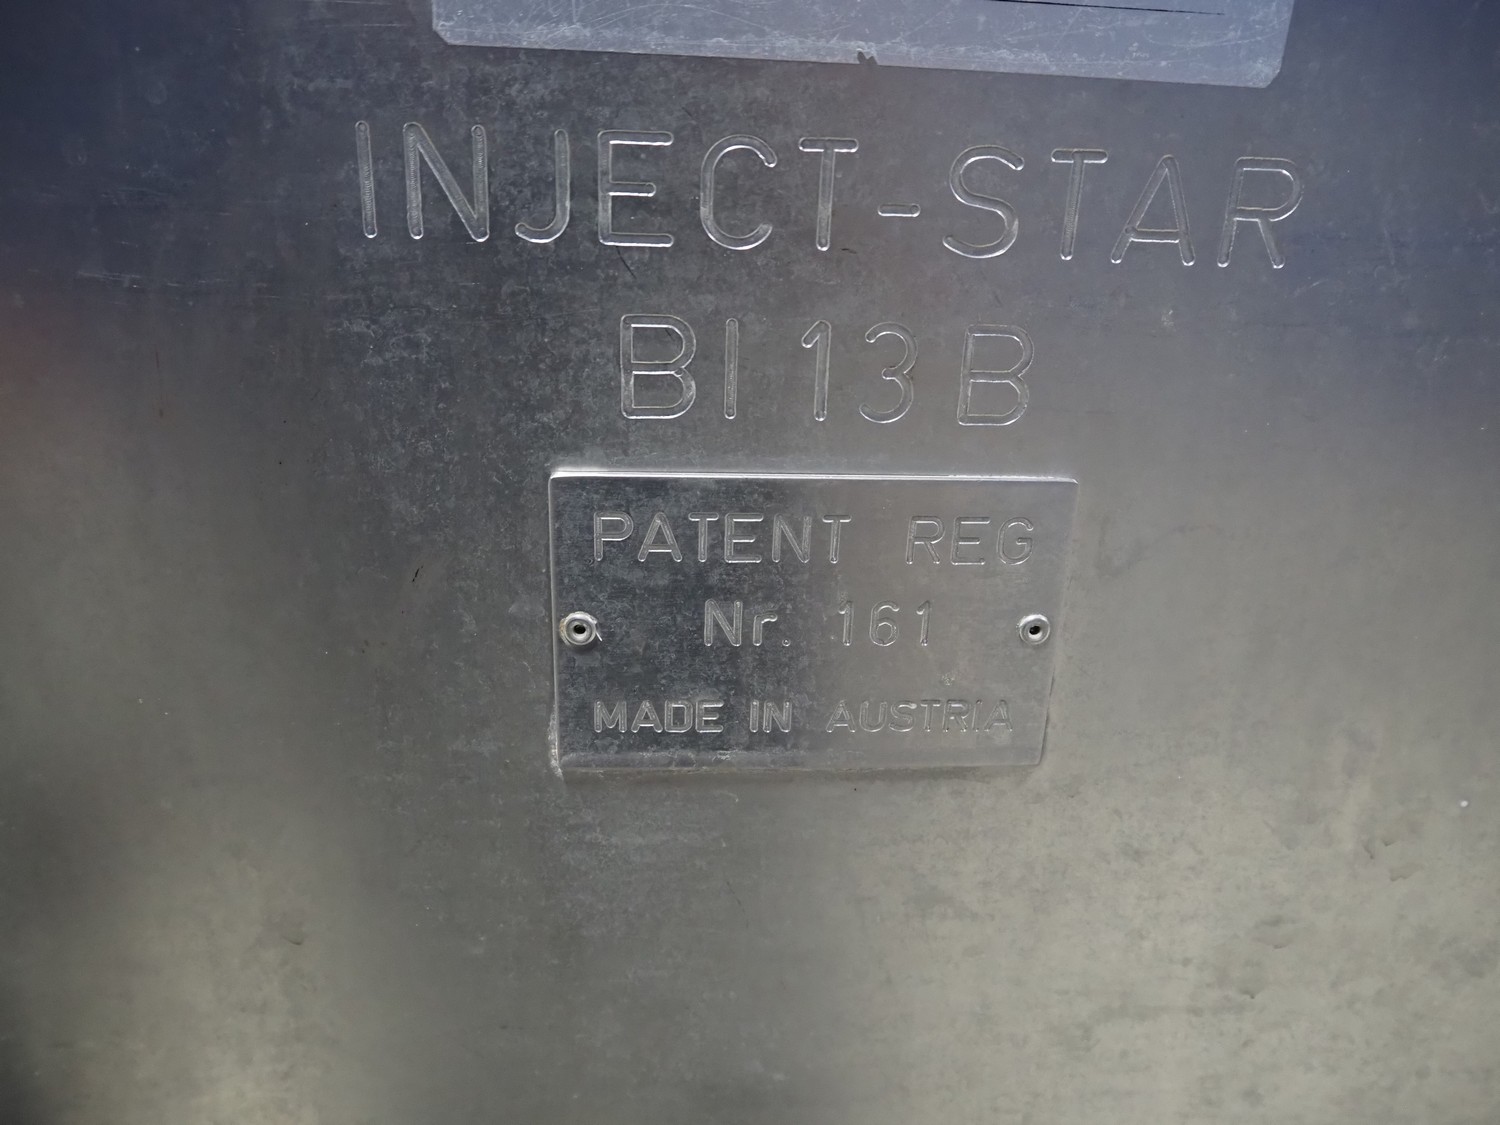 INJECT-STAR
BI 13 B
PATENT REG
Nr. 161
MADE IN AUSTRIA